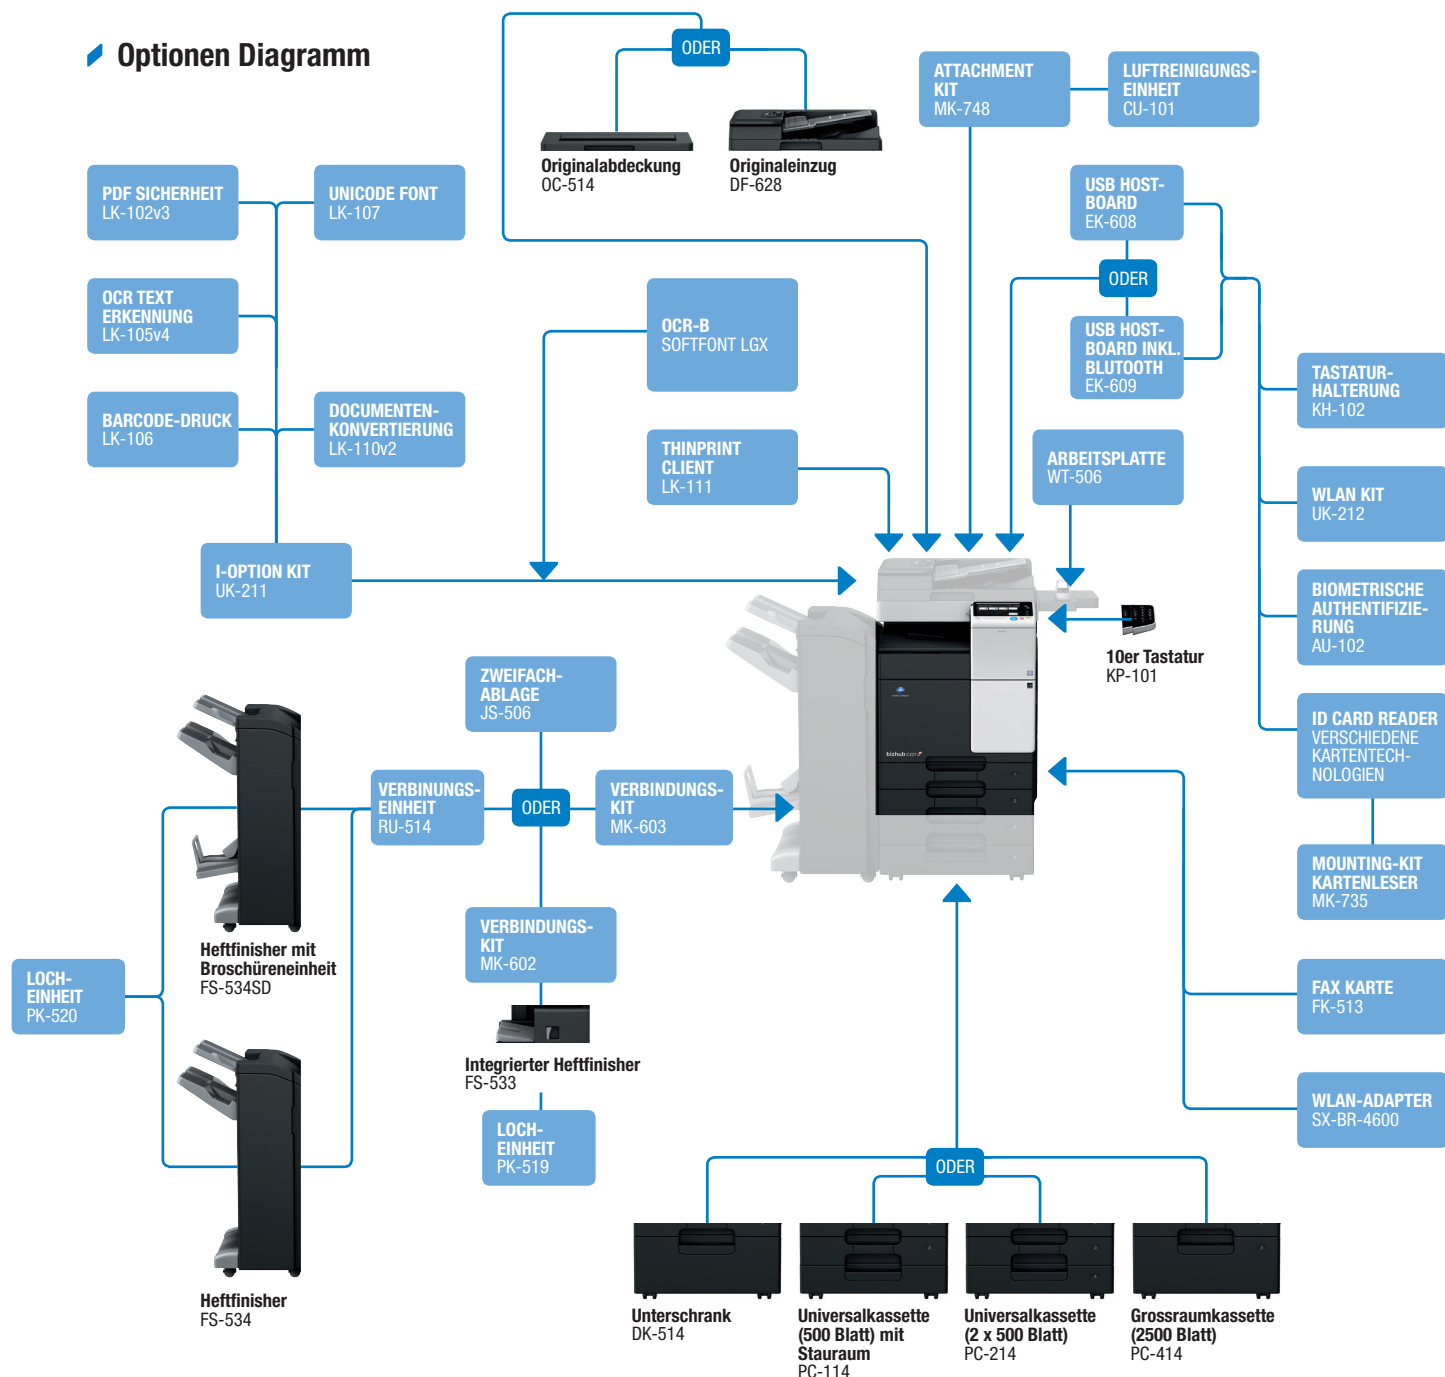 Optionen Diagramm
ODER
Originalabdeckung
OC-514
Originaleinzug
DF-628
ATTACHMENT
KIT
MK-748
LUFTREINIGUNGS-
EINHEIT
CU-101
PDF SICHERHEIT
LK-102v3
UNICODE FONT
LK-107
OCR TEXT
ERKENNUNG
LK-105v4
BARCODE-DRUCK
LK-106
DOCUMENTEN-
KONVERTIERUNG
LK-110v2
I-OPTION KIT
UK-211
OCR-B
SOFTFONT LGX
THINPRINT
CLIENT
LK-111
USB HOST-
BOARD
EK-608
ODER
USB HOST-
BOARD INKL.
BLUTOOTH
EK-609
ARBEITSPLATTE
WT-506
TASTATUR-
HALTERUNG
KH-102
WLAN KIT
UK-212
BIOMETRISCHE
AUTHENTIFIZIE-
RUNG
AU-102
ID CARD READER
VERSCHIEDENE
KARTENTECH-
NOLOGIEN
MOUNTING-KIT
KARTENLESER
MK-735
10er Tastatur
KP-101
bizhub
ZWEIFACH-
ABLAGE
JS-506
VERBINUNGS-
EINHEIT
RU-514
ODER
VERBINDUNGS-
KIT
MK-603
VERBINDUNGS-
KIT
MK-602
Integrierter Heftfinisher
FS-533
LOCH-
EINHEIT
PK-519
Heftfinisher mit
Broschüreneinheit
FS-534SD
LOCH-
EINHEIT
PK-520
Heftfinisher
FS-534
FAX KARTE
FK-513
WLAN-ADAPTER
SX-BR-4600
ODER
Unterschrank
DK-514
Universalkassette
(500 Blatt) mit
Stauraum
PC-114
Universalkassette
(2 x 500 Blatt)
PC-214
Grossraumkassette
(2500 Blatt)
PC-414